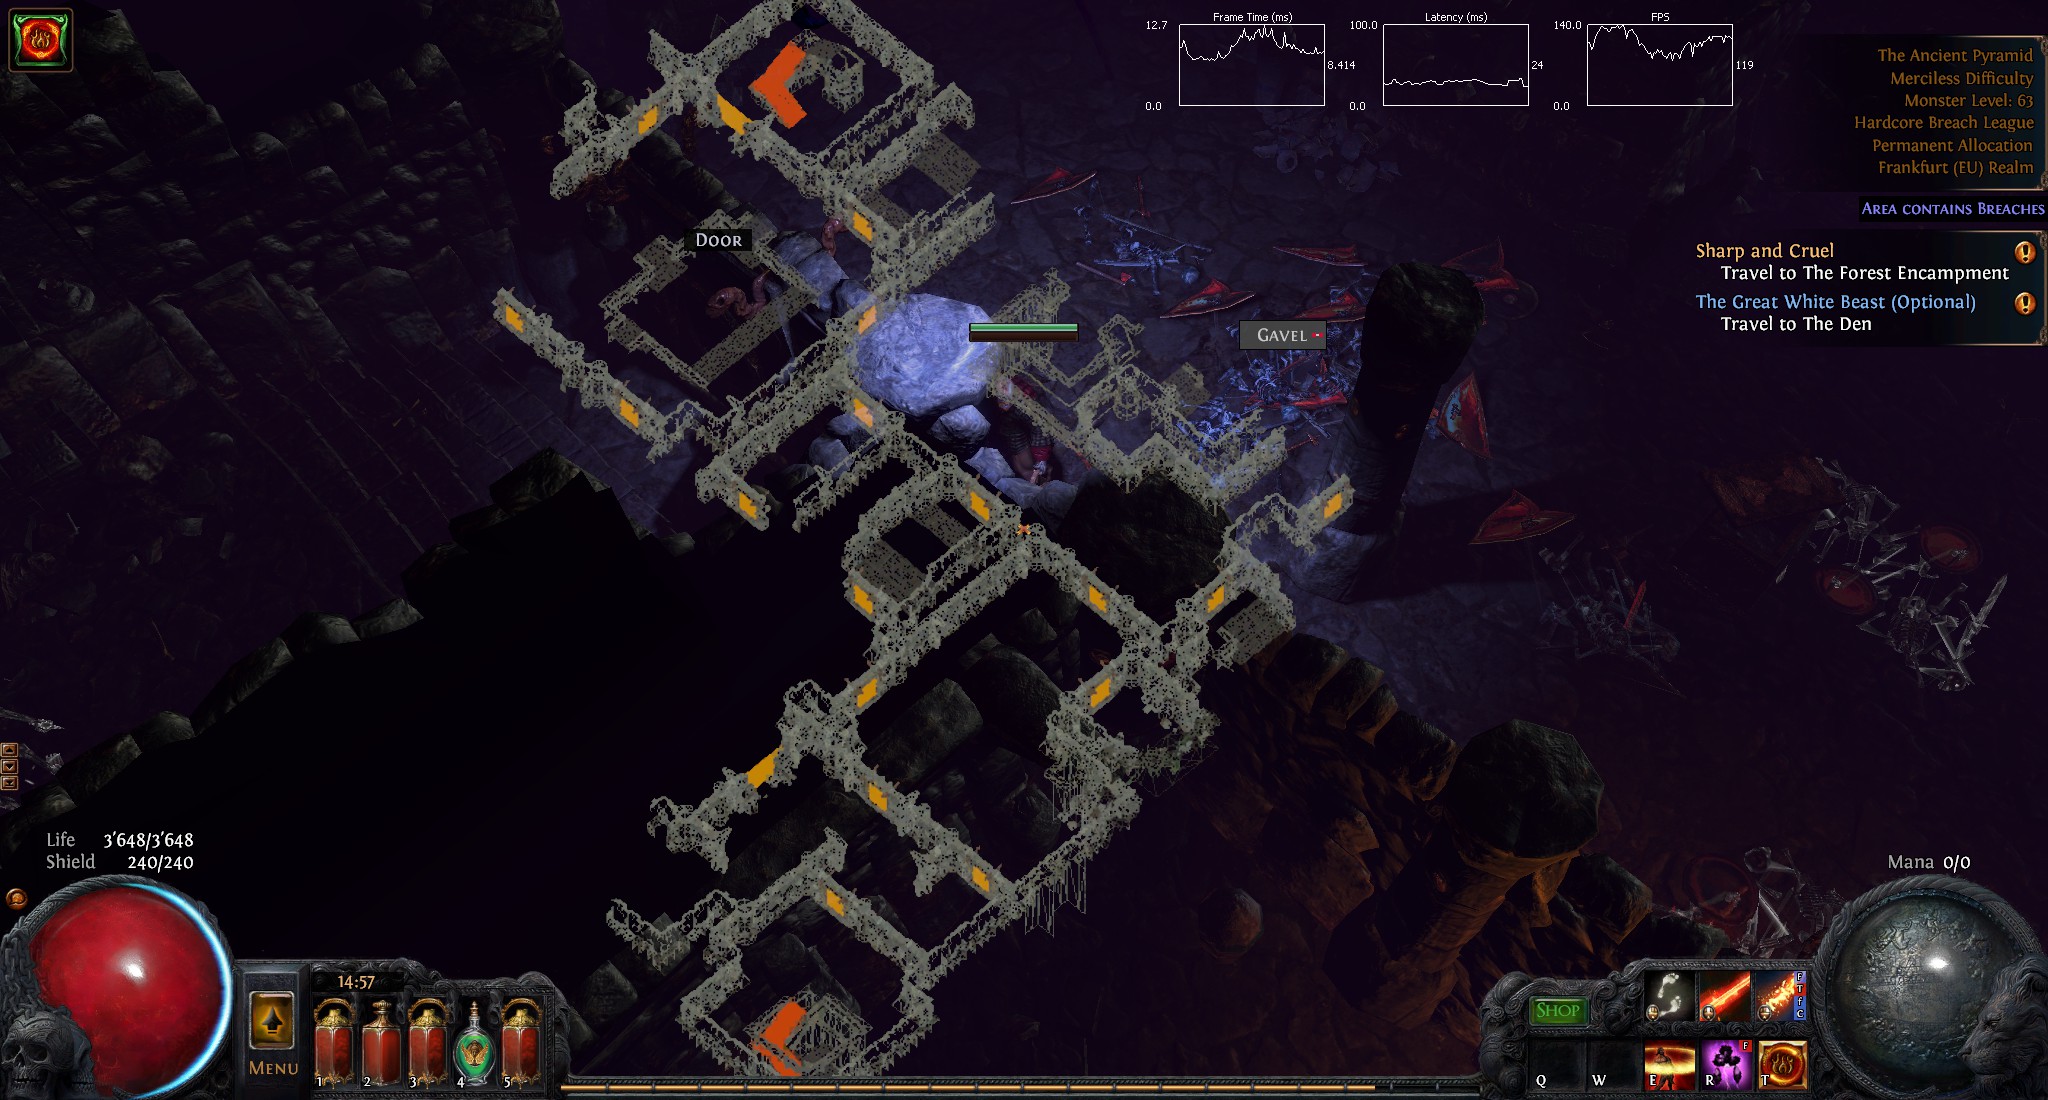 Frame Time (ms)
12.7
8.414
0.0
Latency (ms)
100.0
24
0.0
FPS
140.0
119
0.0
The Ancient Pyramid
Merciless Difficulty
Monster Level: 63
Hardcore Breach League
Permanent Allocation
Frankfurt (EU) Realm
Area contains Breaches
Sharp and Cruel
Travel to The Forest Encampment
The Great White Beast (Optional)
Travel to The Den
Door
Gavel
Life 3'648/3'648
Shield 240/240
Mana 0/0
14:57
Menu
1 2 3 4 5
Shop
F
T
f
C
Q W E R F T